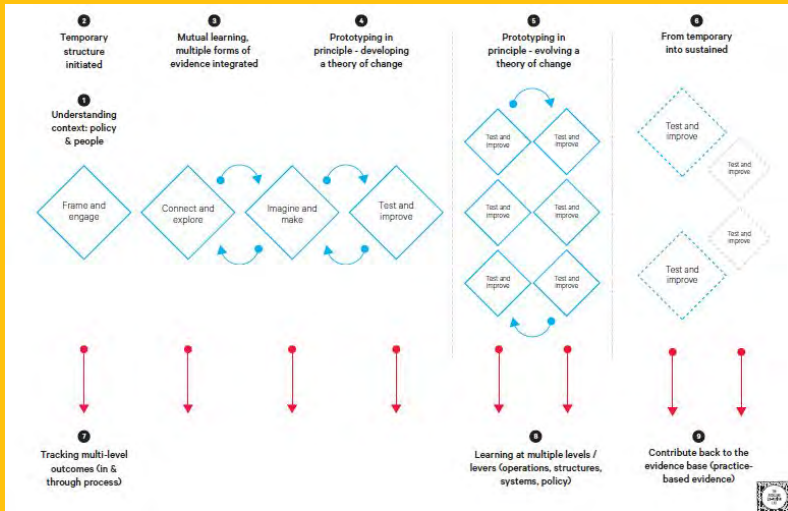 2
Temporary
structure
initiated
3
Mutual learning,
multiple forms of
evidence integrated
4
Prototyping in
principle - developing
a theory of change
5
Prototyping in
principle - evolving a
theory of change
6
From temporary
into sustained
1
Understanding
context: policy
& people
Frame and
engage
Connect and
explore
Imagine and
make
Test and
improve
Test and
improve
Test and
improve
Test and
improve
Test and
improve
Test and
improve
Test and
improve
Test and
improve
Test and
improve
Test and
improve
Test and
improve
7
Tracking multi-level
outcomes (in &
through process)
8
Learning at multiple levels /
levers (operations, structures,
systems, policy)
9
Contribute back to the
evidence base (practice-
based evidence)